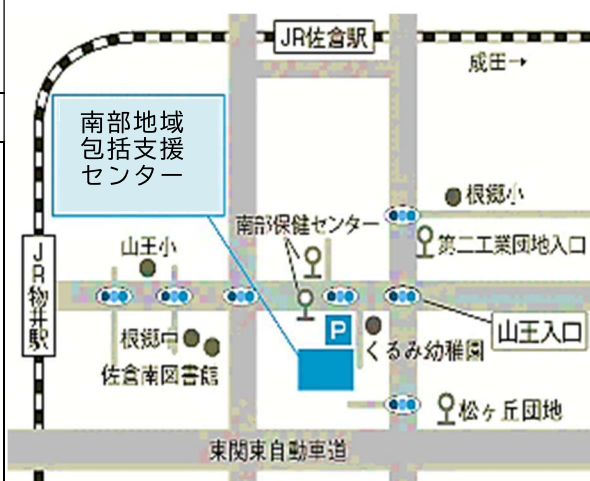 JR佐倉駅
成田→
南部地域
包括支援
センター
根郷小
南部保健センター
第二工業団地入口
山王小
JR物井駅
P
山王入口
根郷中
くるみ幼稚園
佐倉南図書館
松ヶ丘団地
東関東自動車道